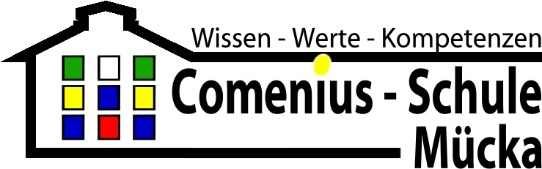 Wissen - Werte - Kompetenzen
Comenius - Schule
Mücka